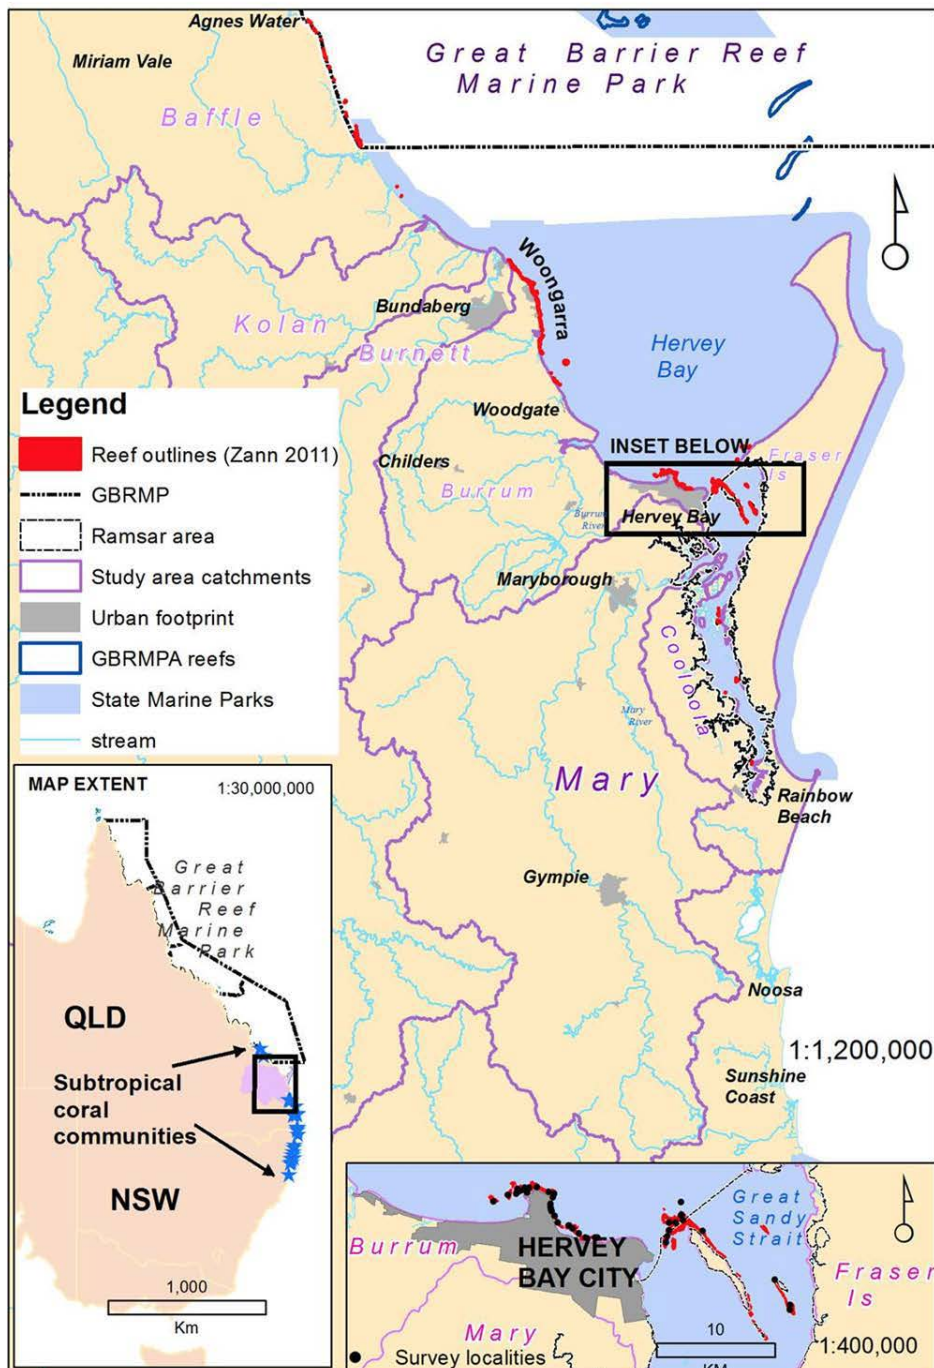 Agnes Water
Great Barrier Reef
Marine Park
Miriam Vale
Baffle
Woongarra
Bundaberg
Kolan
Burnett
Hervey
Bay
Legend
Reef outlines (Zann 2011)
GBRMP
Ramsar area
Study area catchments
Urban footprint
GBRMPA reefs
State Marine Parks
stream
Woodgate
INSET BELOW
Childers
Fraser
Is
Burrum
Burrum
River
Hervey Bay
Maryborough
Cooloola
Mary
River
Mary
Rainbow
Beach
Gympie
Noosa
1:1,200,000
Sunshine
Coast
MAP EXTENT
1:30,000,000
Great
Barrier
Reef
Marine
Park
QLD
Subtropical
coral
communities
NSW
1,000
Km
Great
Sandy
Strait
Burrum
HERVEY
BAY CITY
Fraser
Is
Mary
10
1:400,000
KM
Survey localities